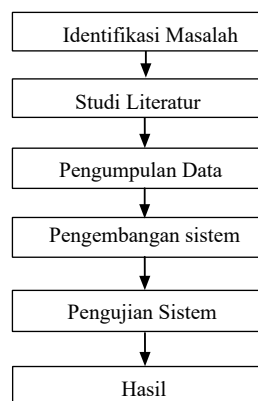 Identifikasi Masalah
Studi Literatur
Pengumpulan Data
Pengembangan sistem
Pengujian Sistem
Hasil